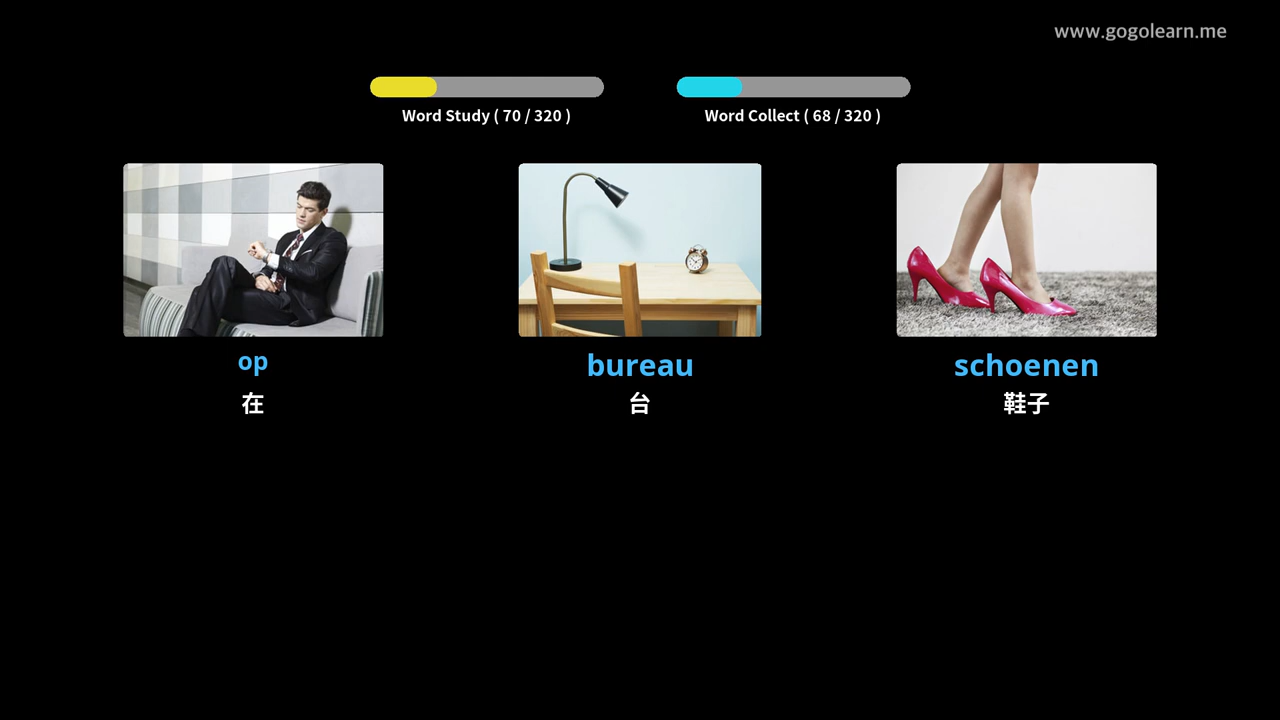 www.gogolearn.me
Word Study ( 70 / 320 )
Word Collect ( 68 / 320 )
op
在
bureau
台
schoenen
鞋子